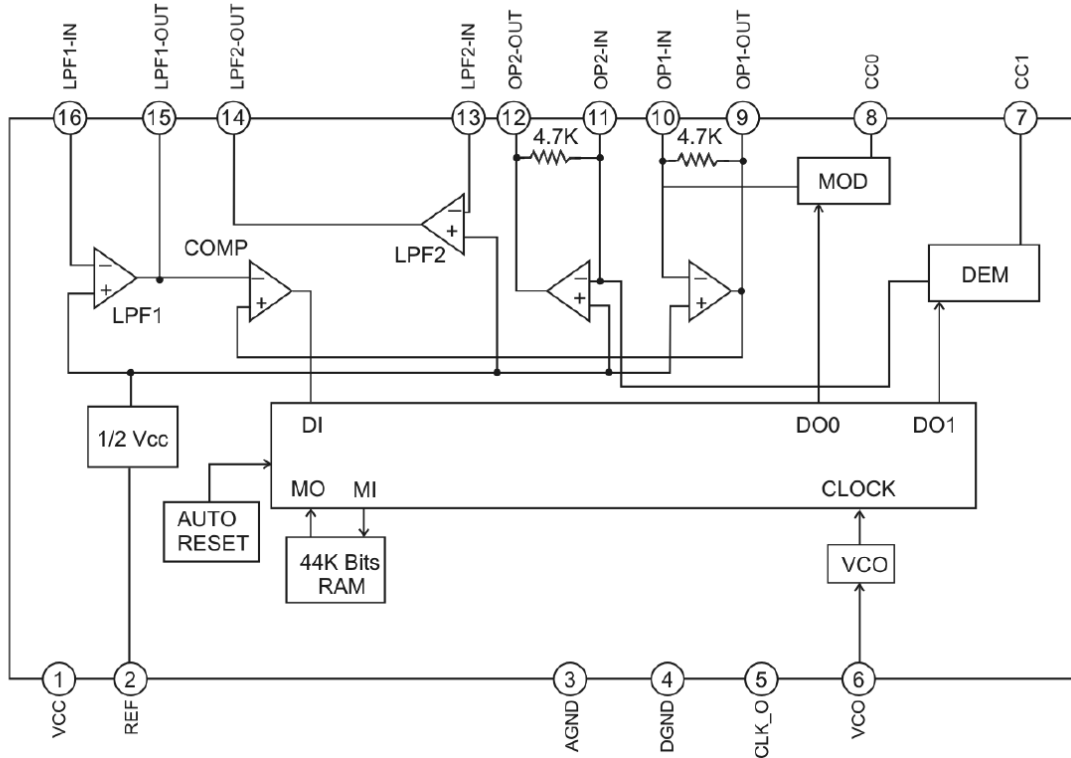 LPF1-IN
LPF1-OUT
LPF2-OUT
LPF2-IN
OP2-OUT
OP2-IN
OP1-IN
OP1-OUT
CC0
CC1
16
15
14
13
12
11
10
9
8
7
4.7K
4.7K
MOD
COMP
LPF2
DEM
LPF1
−
+
−
+
−
+
−
+
−
+
1/2 Vcc
DI
DO0
DO1
MO
MI
CLOCK
AUTO
RESET
44K Bits
RAM
VCO
1
2
3
4
5
6
VCC
REF
AGND
DGND
CLK_O
VCO